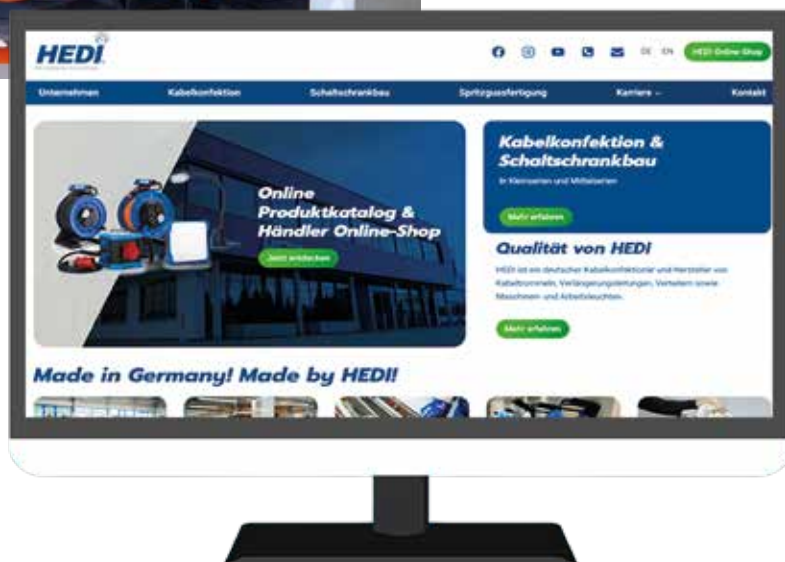 HEDI
DE EN
HEDI Online-Shop
Unternehmen
Kabelkonfektion
Schaltschrankbau
Spritzgussfertigung
Karriere
Kontakt
Online
Produktkatalog &
Händler Online-Shop
Jetzt entdecken
Kabelkonfektion &
Schaltschrankbau
in Kleinserien und Mittelserien
Mehr erfahren
Qualität von HEDI
HEDI ist ein deutscher Kabelkonfektionär und Hersteller von
Kabeltrommeln, Verlängerungsleitungen, Verteilern sowie
Maschinen- und Arbeitsleuchten.
Mehr erfahren
Made in Germany! Made by HEDI!